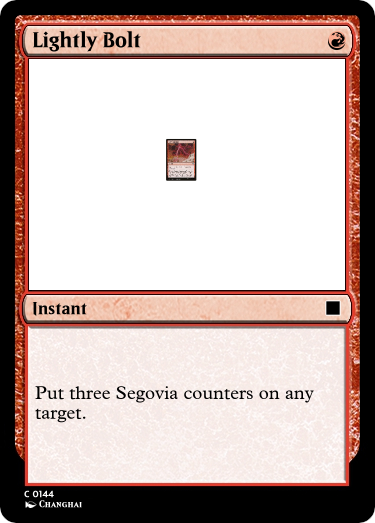 Lightly Bolt
Instant
Put three Segovia counters on any
target.
C 0144
Changhai